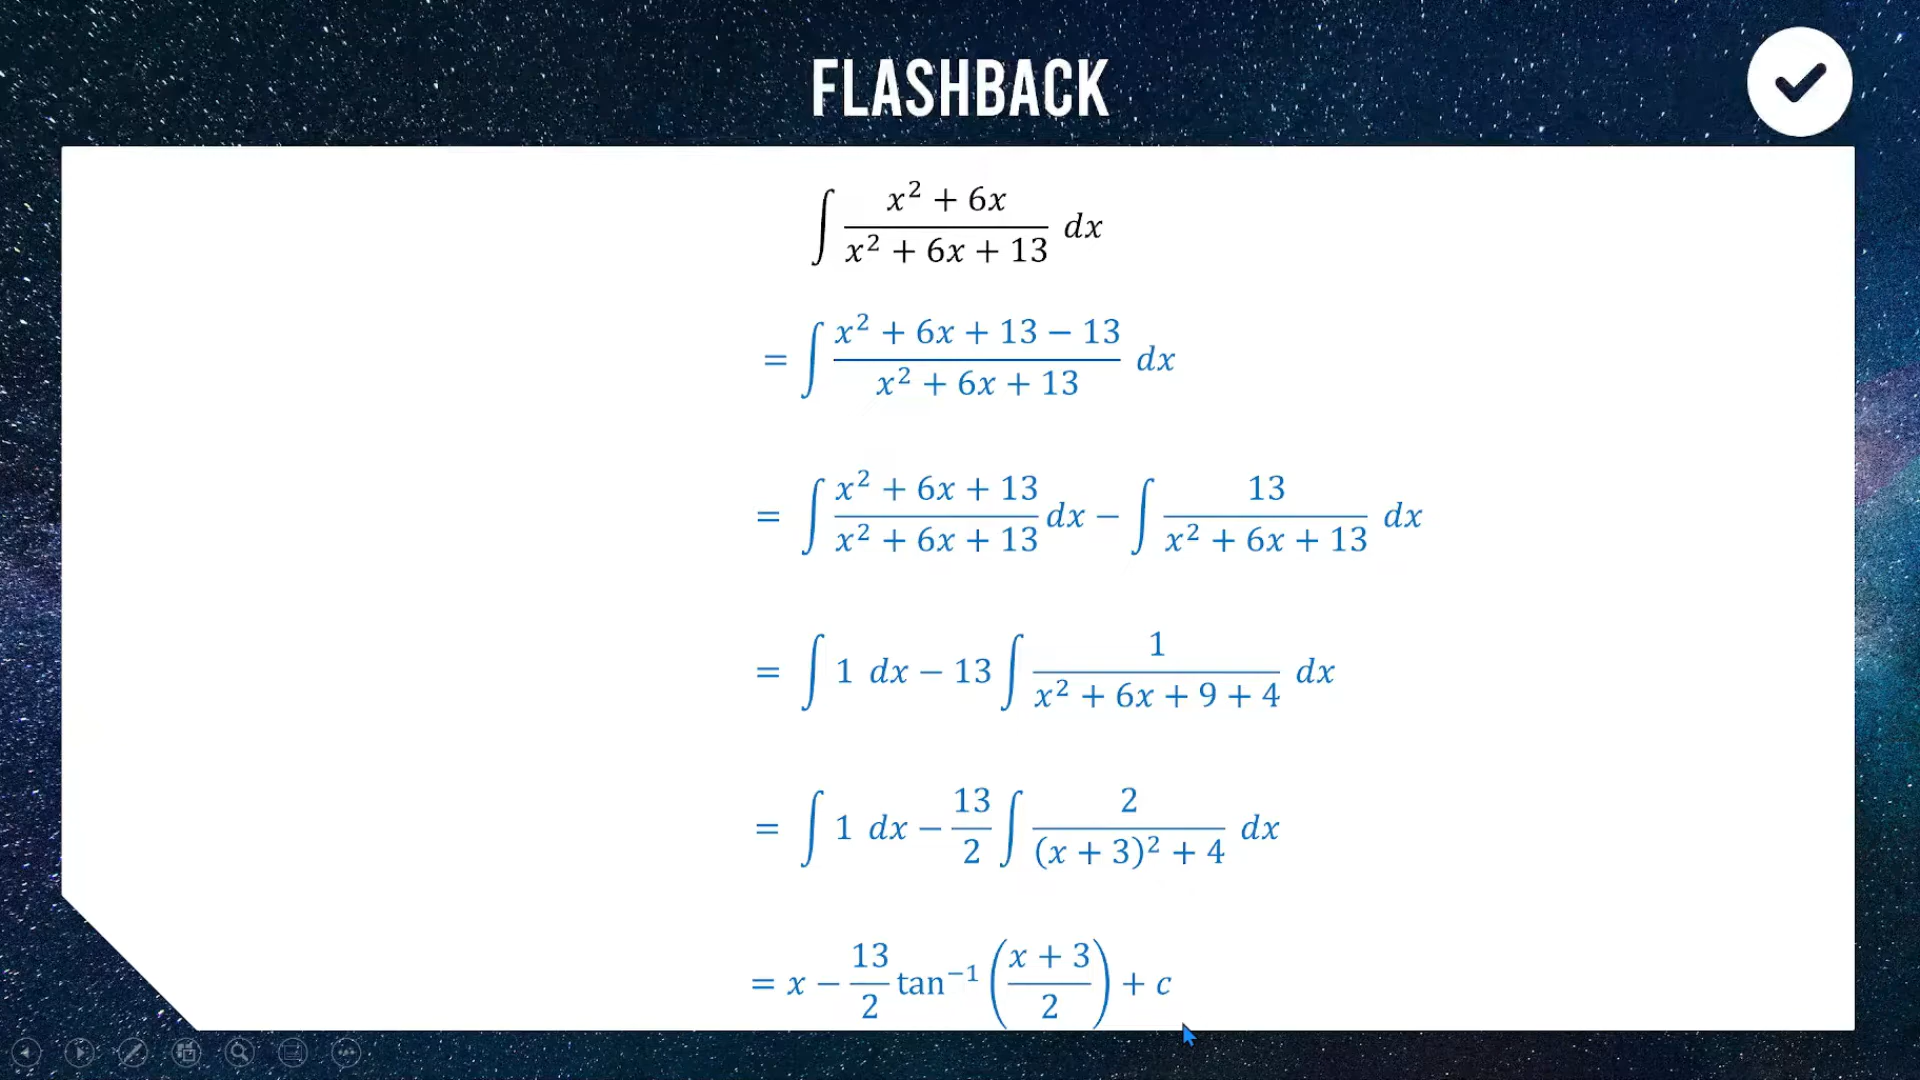 FLASHBACK
∫ (x² + 6x)/(x² + 6x + 13) dx
= ∫ (x² + 6x + 13 − 13)/(x² + 6x + 13) dx
= ∫ (x² + 6x + 13)/(x² + 6x + 13) dx − ∫ 13/(x² + 6x + 13) dx
= ∫ 1 dx − 13 ∫ 1/(x² + 6x + 9 + 4) dx
= ∫ 1 dx − 13/2 ∫ 2/((x + 3)² + 4) dx
= x − 13/2 tan⁻¹ ((x + 3)/2) + c